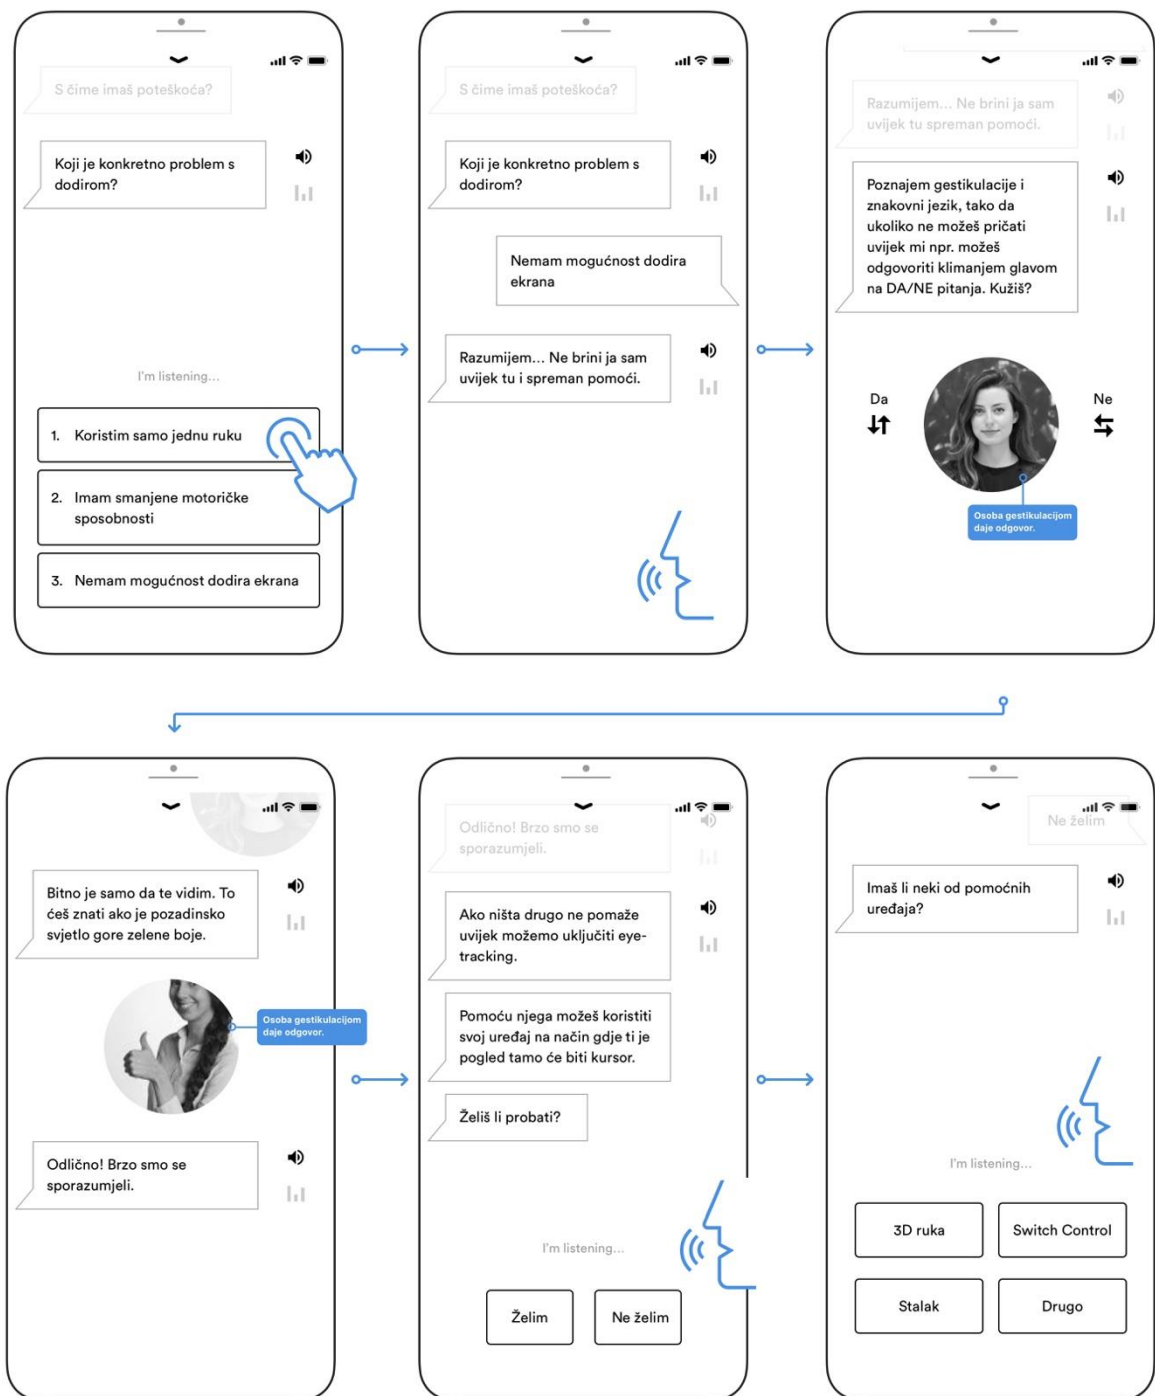 S čime imaš poteškoća?
Koji je konkretno problem s
dodirom?
I'm listening...
1. Koristim samo jednu ruku
2. Imam smanjene motoričke
sposobnosti
3. Nemam mogućnost dodira ekrana
S čime imaš poteškoća?
Koji je konkretno problem s
dodirom?
Nemam mogućnost dodira
ekrana
Razumijem... Ne brini ja sam
uvijek tu i spreman pomoći.
Razumijem... Ne brini ja sam
uvijek tu spreman pomoći.
Poznajem gestikulacije i
znakovni jezik, tako da
ukoliko ne možeš pričati
uvijek mi npr. možeš
odgovoriti klimanjem glavom
na DA/NE pitanja. Kužiš?
Da
Ne
Osoba gestikulacijom
daje odgovor.
Bitno je samo da te vidim. To
ćeš znati ako je pozadinsko
svjetlo gore zelene boje.
Osoba gestikulacijom
daje odgovor.
Odlično! Brzo smo se
sporazumjeli.
Odlično! Brzo smo se
sporazumjeli.
Ako ništa drugo ne pomaže
uvijek možemo uključiti eye-
tracking.
Pomoću njega možeš koristiti
svoj uređaj na način gdje ti je
pogled tamo će biti kursor.
Želiš li probati?
I'm listening...
Želim
Ne želim
Ne želim
Imaš li neki od pomoćnih
uređaja?
I'm listening...
3D ruka
Switch Control
Stalak
Drugo